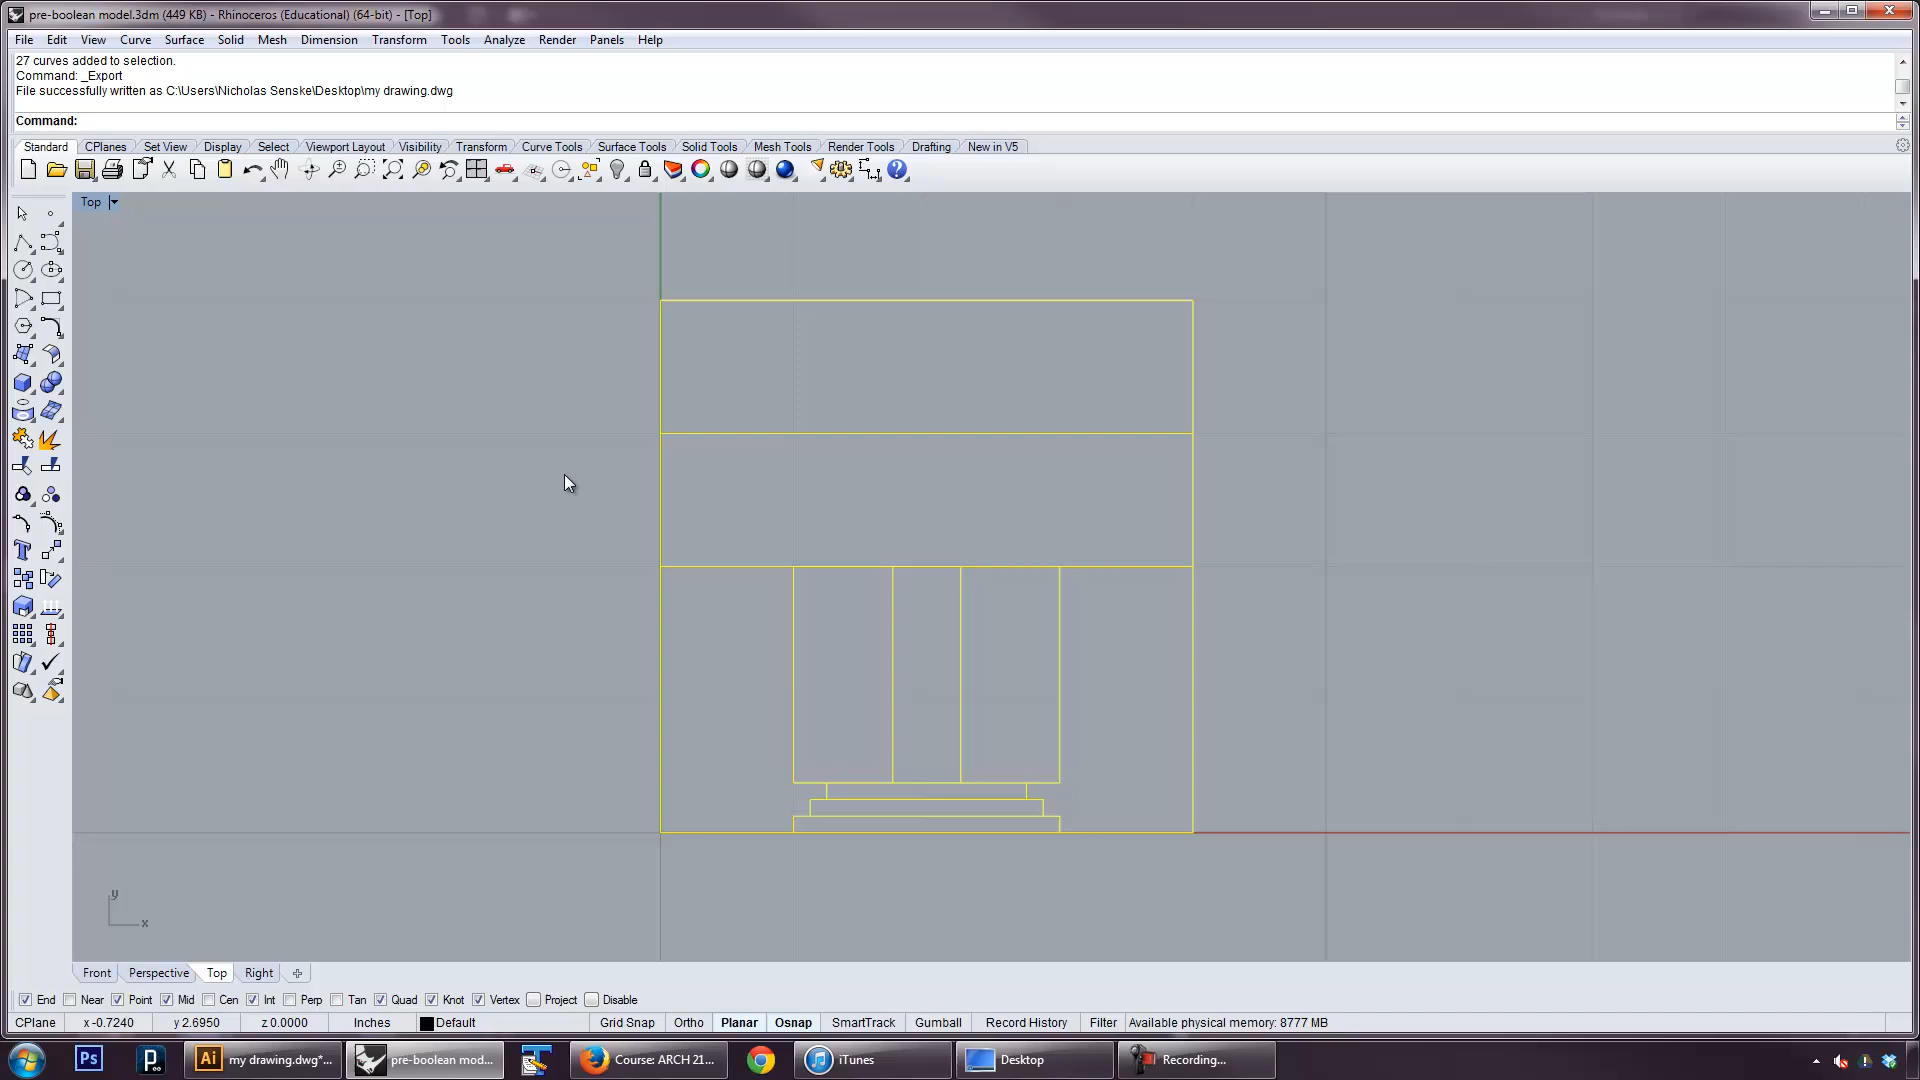 pre-boolean model.3dm (449 KB) - Rhinoceros (Educational) (64-bit) - [Top]
File Edit View Curve Surface Solid Mesh Dimension Transform Tools Analyze Render Panels Help
27 curves added to selection.
Command: _Export
File successfully written as C:\Users\Nicholas Senske\Desktop\my drawing.dwg
Command:
Standard CPlanes Set View Display Select Viewport Layout Visibility Transform Curve Tools Surface Tools Solid Tools Mesh Tools Render Tools Drafting New in V5
Top
y
x
Front Perspective Top Right
End Near Point Mid Cen Int Perp Tan Quad Knot Vertex Project Disable
CPlane x -0.7240 y 2.6950 z 0.0000 Inches Default Grid Snap Ortho Planar Osnap SmartTrack Gumball Record History Filter Available physical memory: 8777 MB
Ps p.. Ai my drawing.dwg*... pre-boolean mod... Course: ARCH 21... iTunes Desktop Recording...